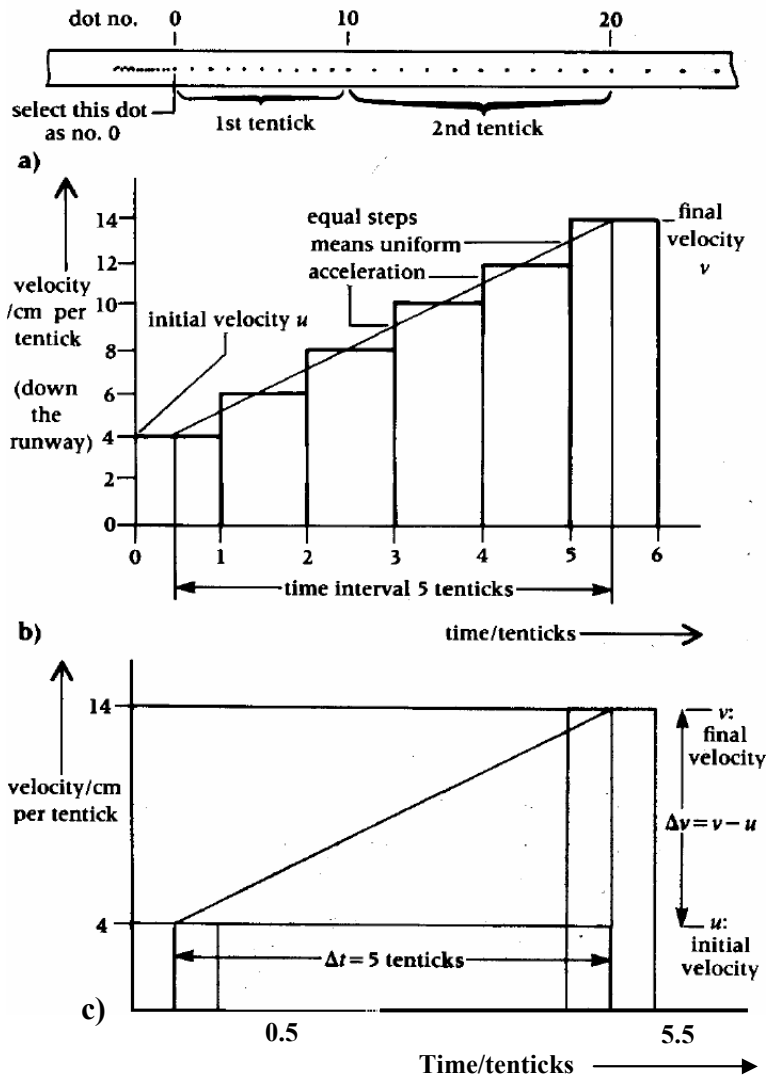 dot no. 0 10 20
select this dot
as no. 0
1st tentick
2nd tentick
a)
14
12
10
8
6
4
2
0
velocity
/cm per
tentick
(down
the
runway)
initial velocity u
equal steps
means uniform
acceleration
final
velocity
v
0 1 2 3 4 5 6
time interval 5 tenticks
b)
time/tenticks
14
velocity/cm
per tentick
4
v:
final
velocity
Δv = v – u
u:
initial
velocity
Δt = 5 tenticks
c)
0.5 5.5
Time/tenticks